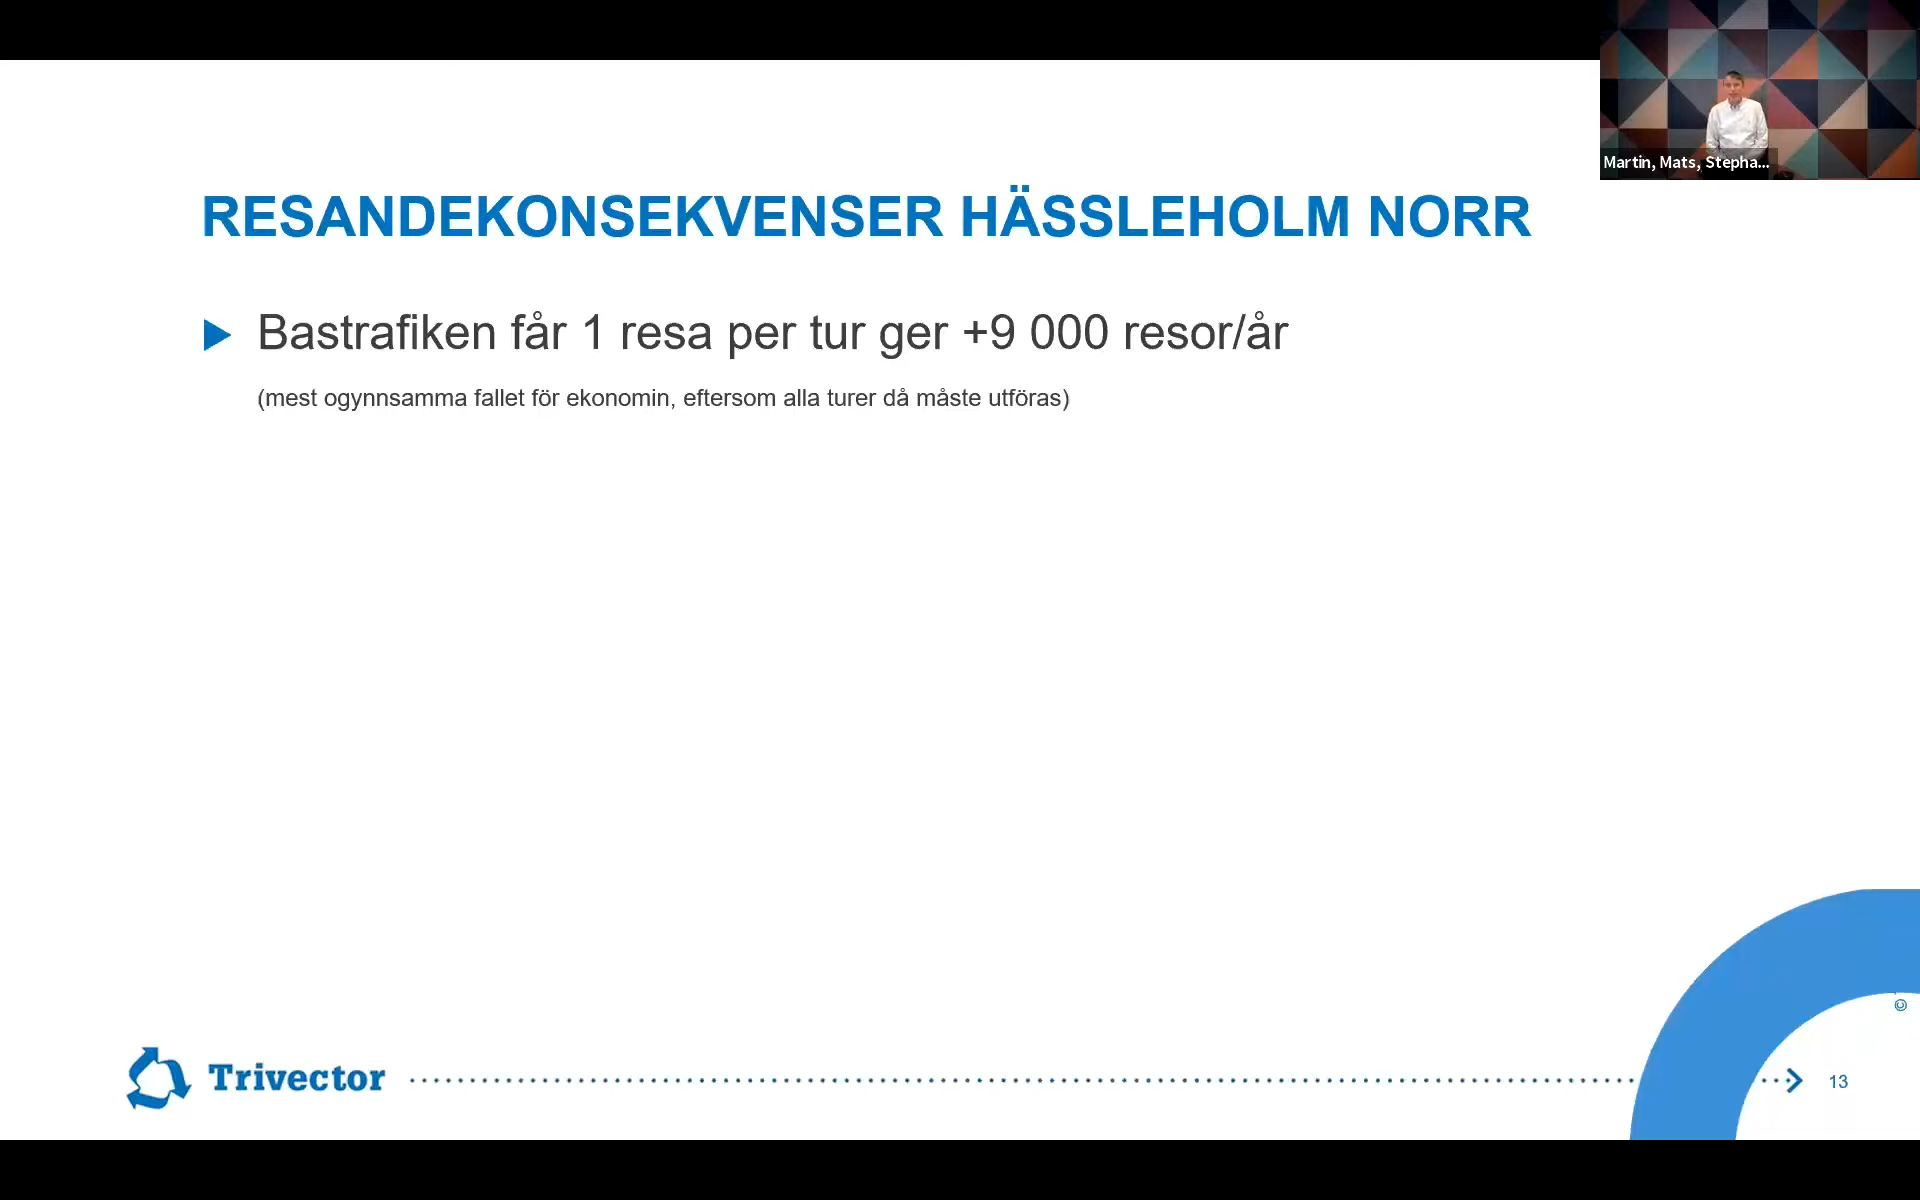 Martin, Mats, Stepha...
RESANDEKONSEKVENSER HÄSSLEHOLM NORR
Bastrafiken får 1 resa per tur ger +9 000 resor/år
(mest ogynnsamma fallet för ekonomin, eftersom alla turer då måste utföras)
©
Trivector
13